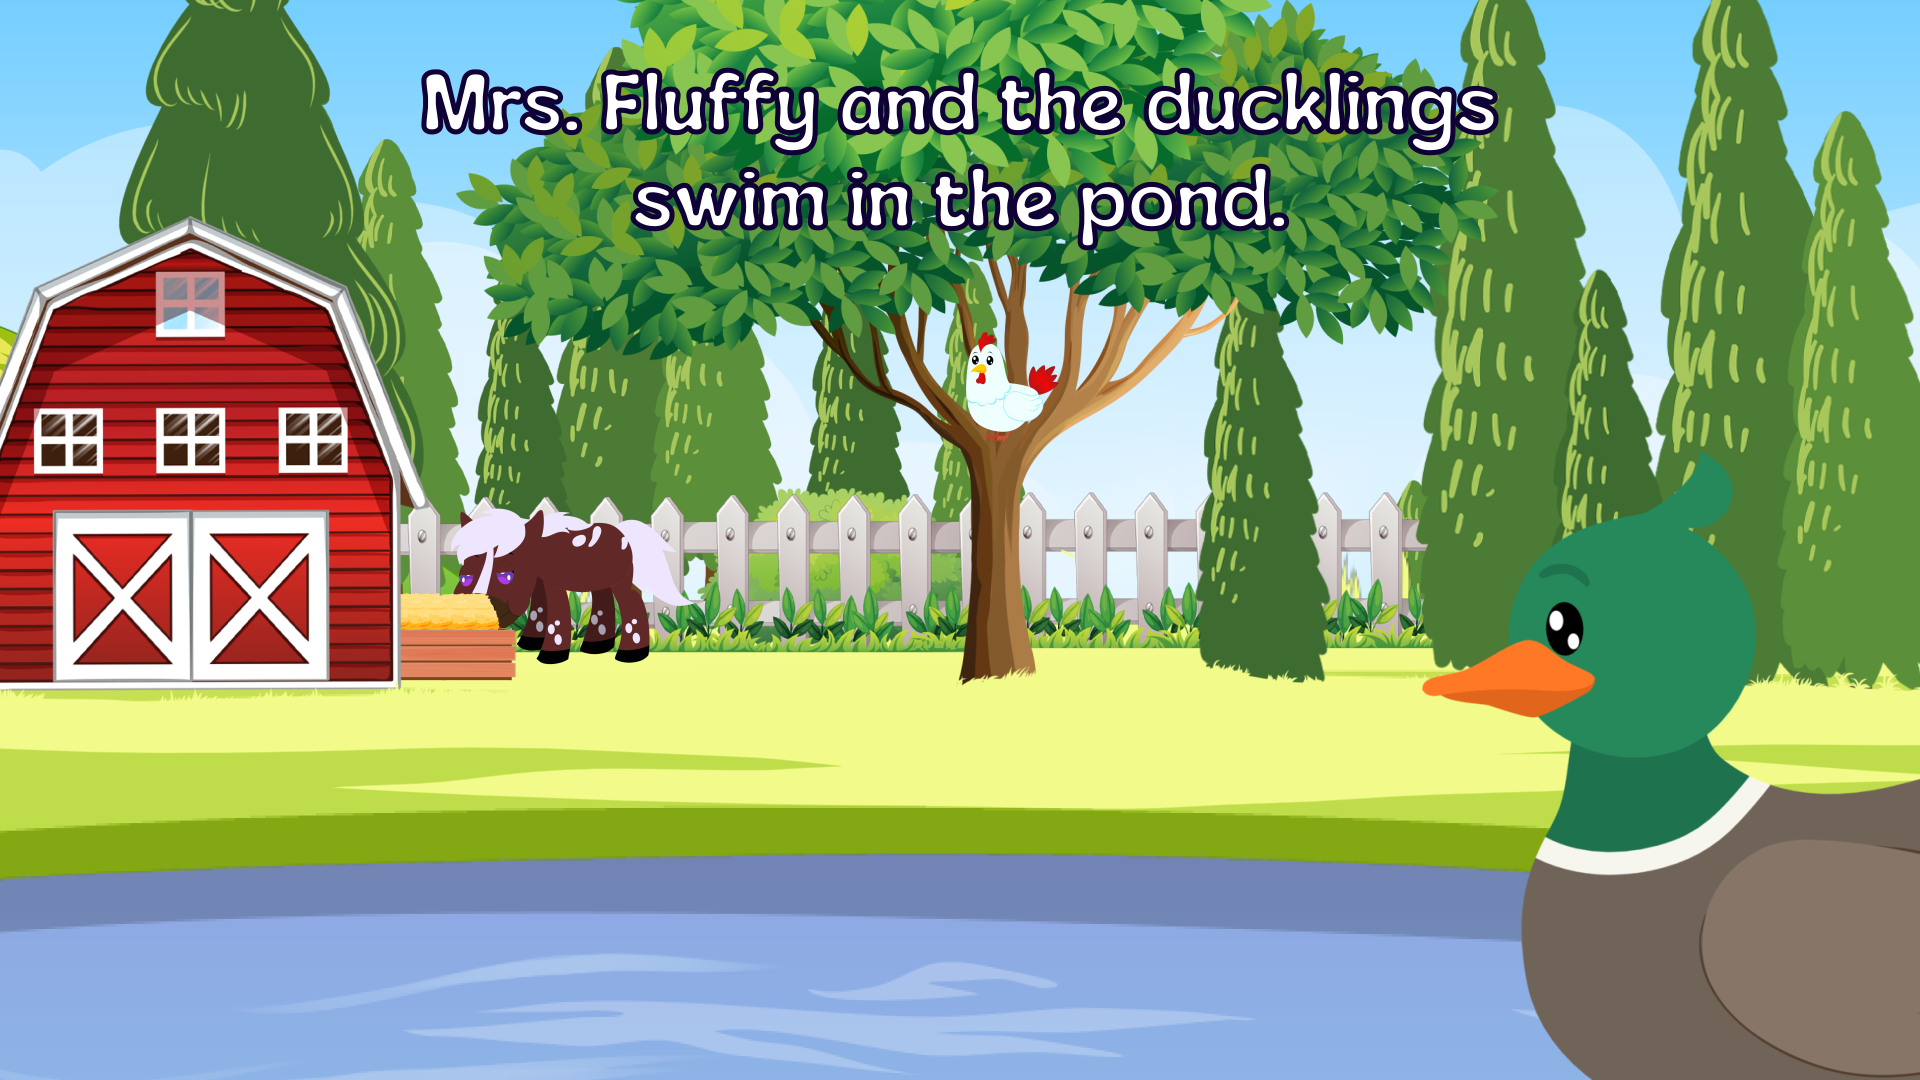 Mrs. Fluffy and the ducklings
swim in the pond.